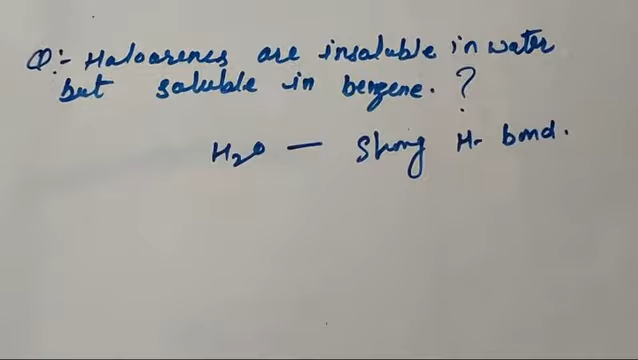 Q:- Haloarenes are insoluble in water
but soluble in benzene. ?
H2O — Strong H- bond.